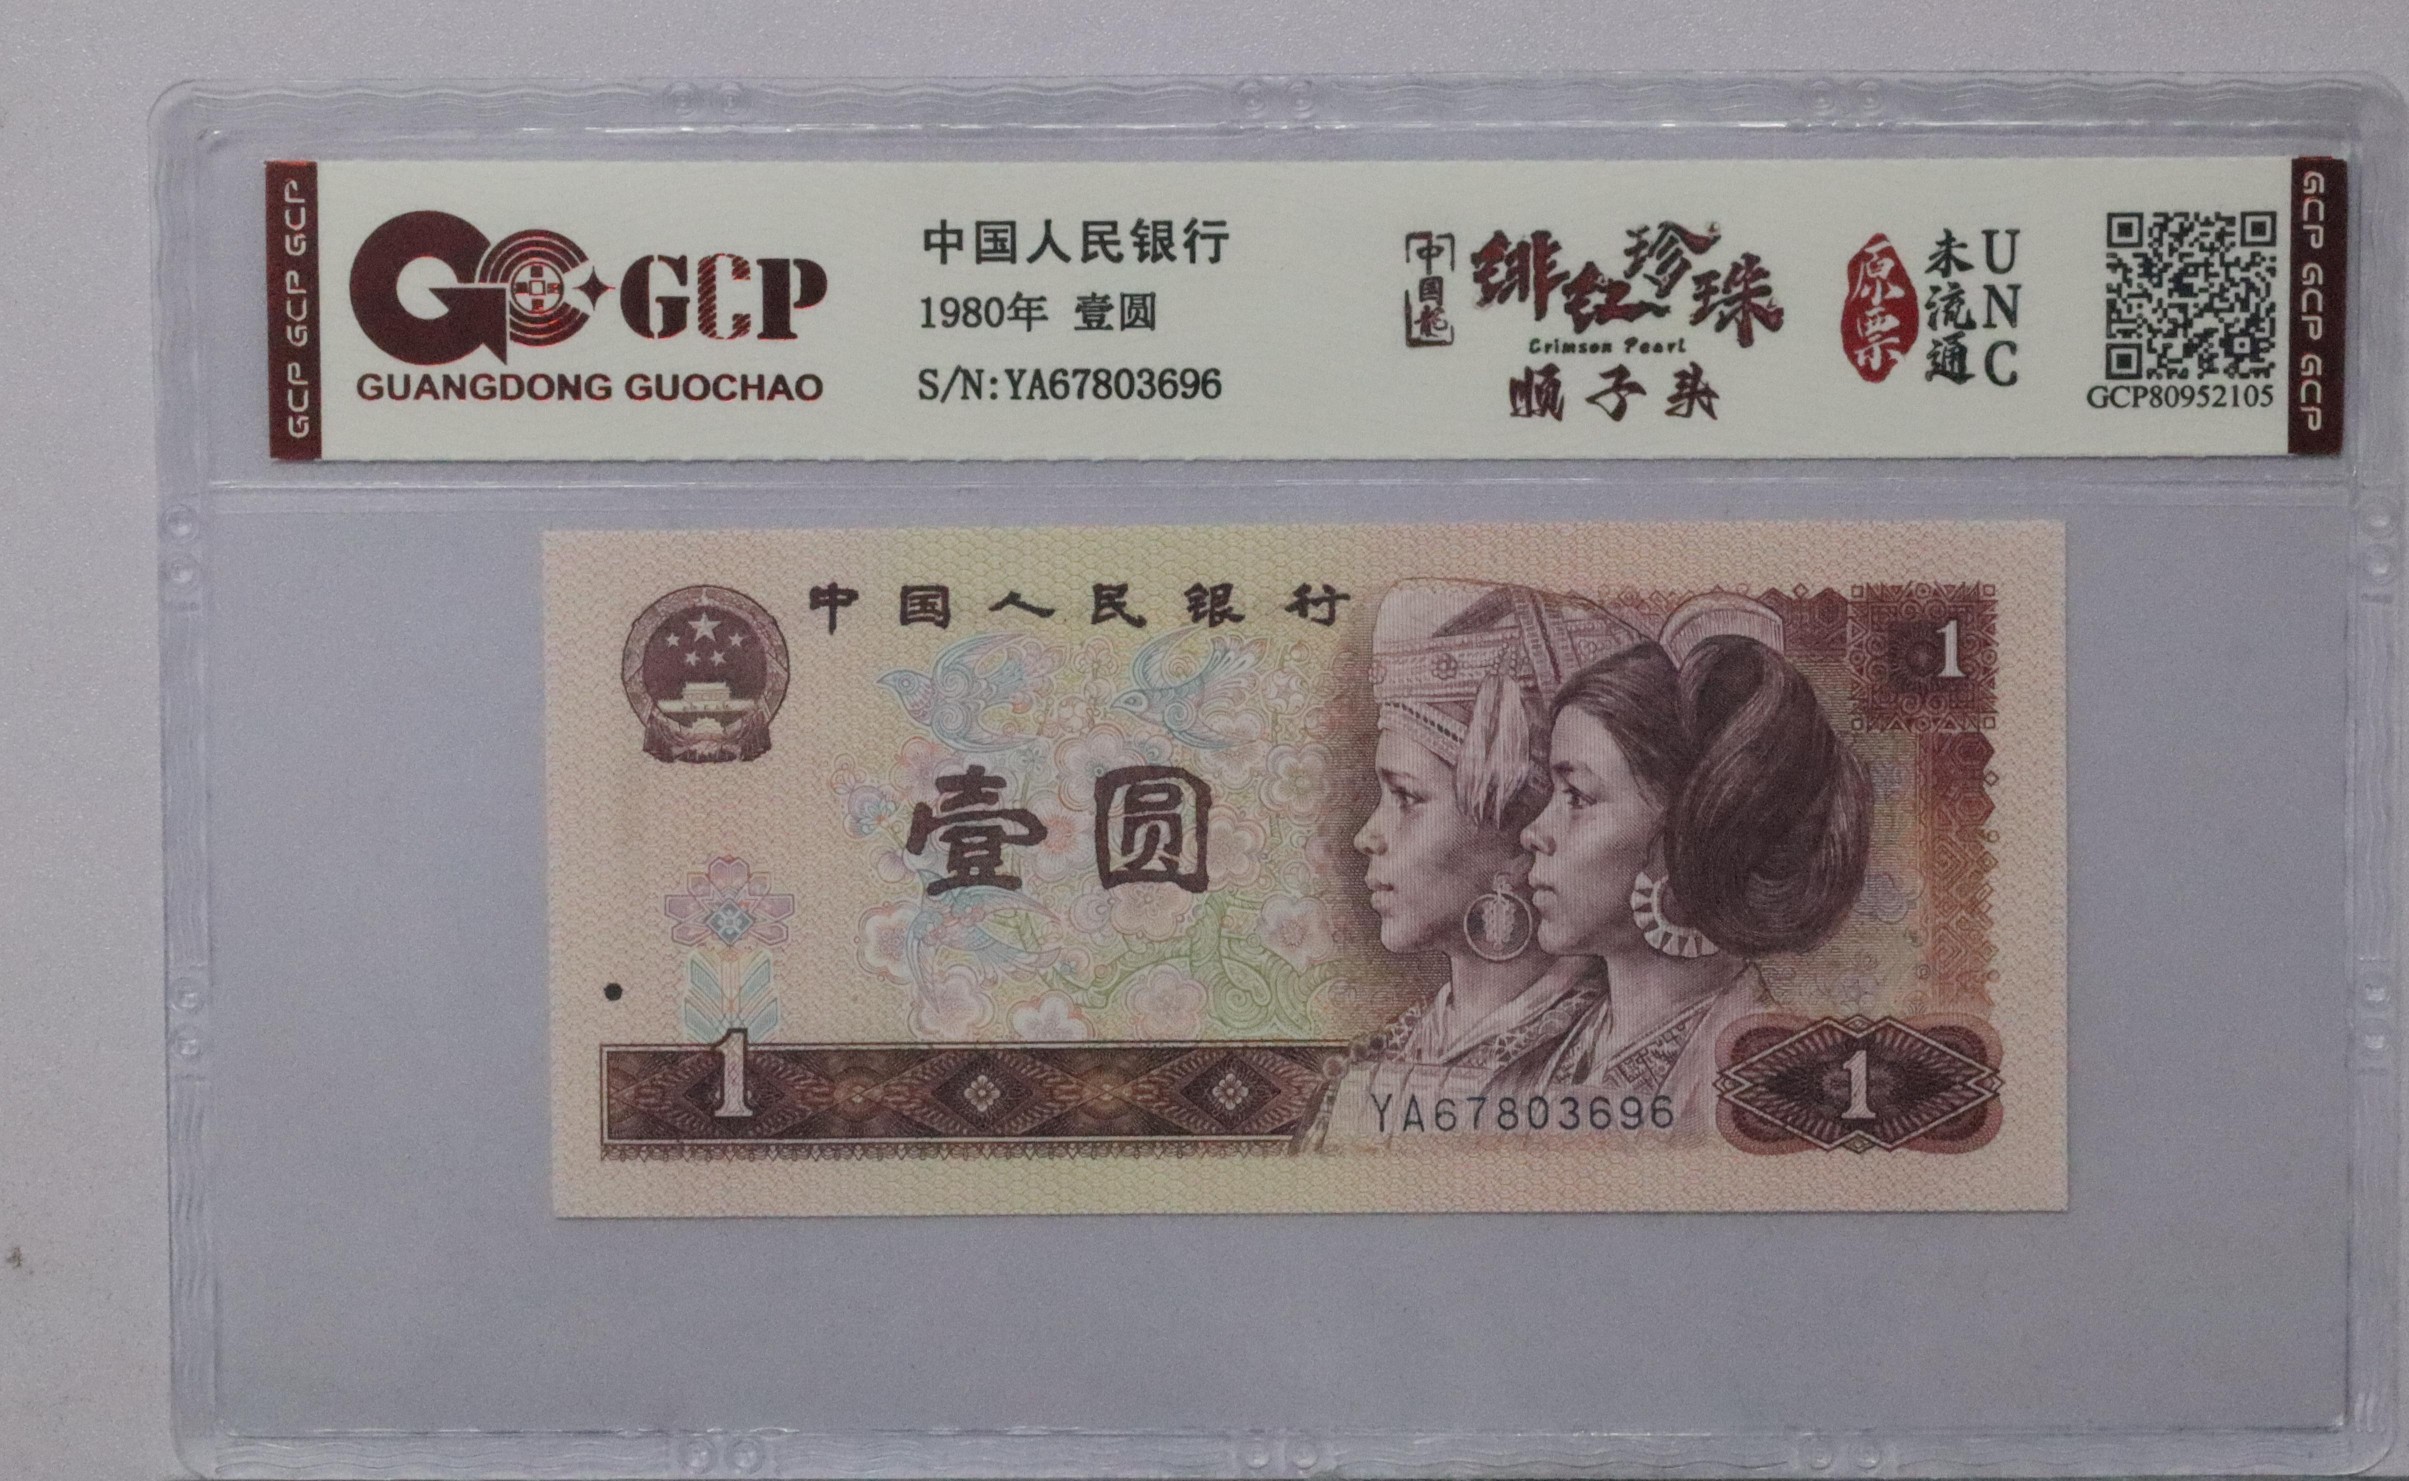 GCP GCP GCP
GCP
GUANGDONG GUOCHAO
中国人民银行
1980年 壹圆
S/N:YA67803696
中国龙
绯红珍珠
Crimson Pearl
顺子头
原票
未流通
UNC
GCP80952105
GCP GCP GCP
中国人民银行
1
壹圆
1
YA67803696
1